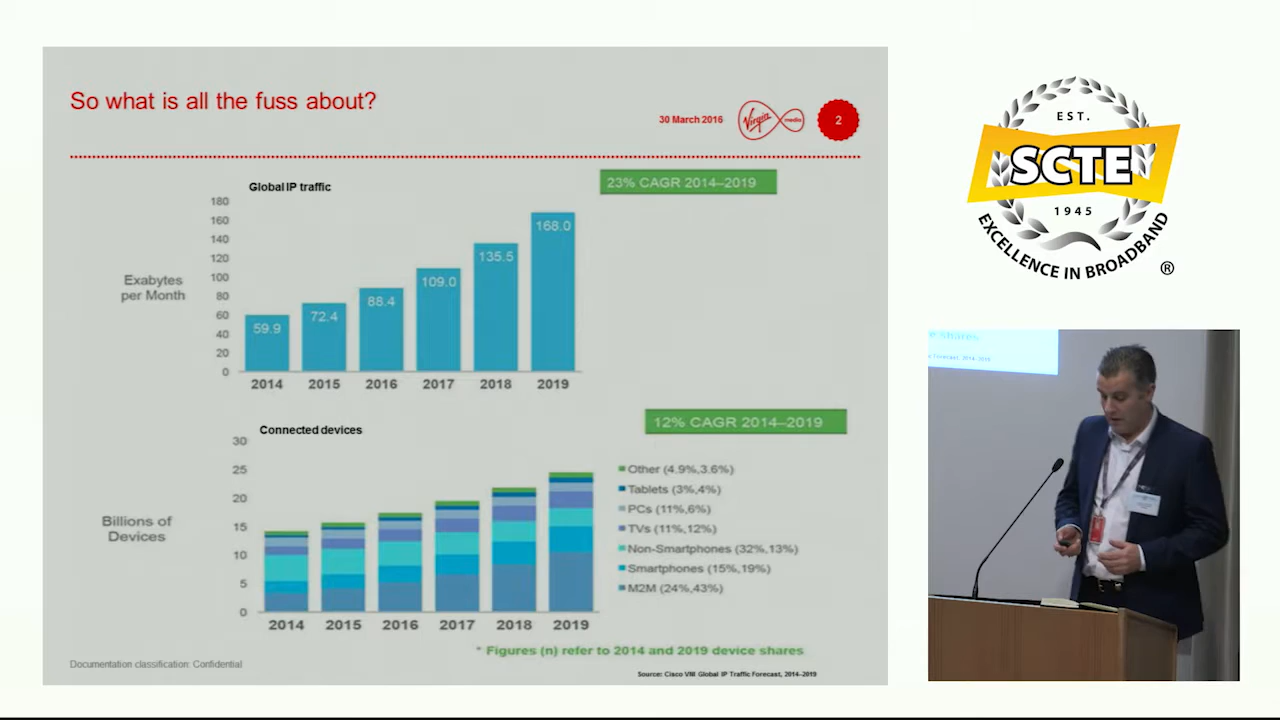 So what is all the fuss about?
30 March 2016
Virgin media
2
Global IP traffic
23% CAGR 2014–2019
Exabytes
per Month
180
160
140
120
100
80
60
40
20
0
59.9
72.4
88.4
109.0
135.5
168.0
2014 2015 2016 2017 2018 2019
Connected devices
12% CAGR 2014–2019
Billions of
Devices
30
25
20
15
10
5
0
2014 2015 2016 2017 2018 2019
Other (4.9%,3.6%)
Tablets (3%,4%)
PCs (11%,6%)
TVs (11%,12%)
Non-Smartphones (32%,13%)
Smartphones (15%,19%)
M2M (24%,43%)
* Figures (n) refer to 2014 and 2019 device shares
Documentation classification: Confidential
Source: Cisco VNI Global IP Traffic Forecast, 2014–2019
EST.
SCTE
1945
EXCELLENCE IN BROADBAND
®
e shares
Forecast, 2014–2019